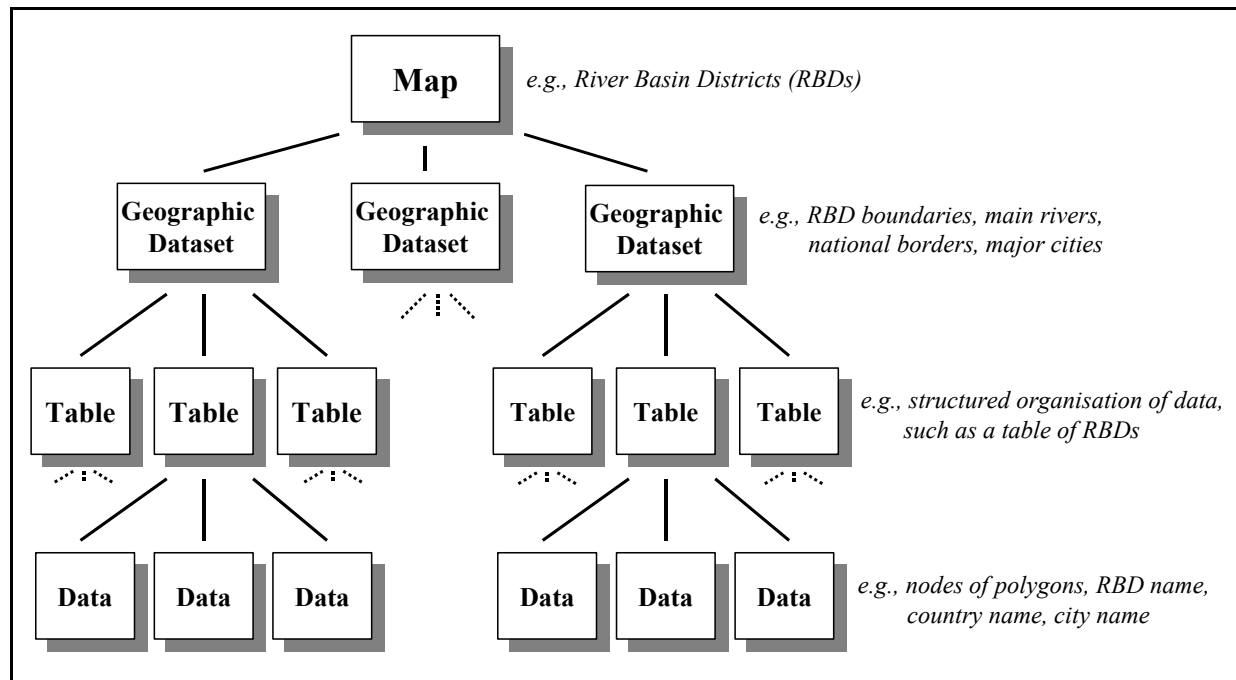 Map
e.g., River Basin Districts (RBDs)
Geographic
Dataset
Geographic
Dataset
Geographic
Dataset
e.g., RBD boundaries, main rivers,
national borders, major cities
Table
Table
Table
Table
Table
Table
e.g., structured organisation of data,
such as a table of RBDs
Data
Data
Data
Data
Data
Data
e.g., nodes of polygons, RBD name,
country name, city name